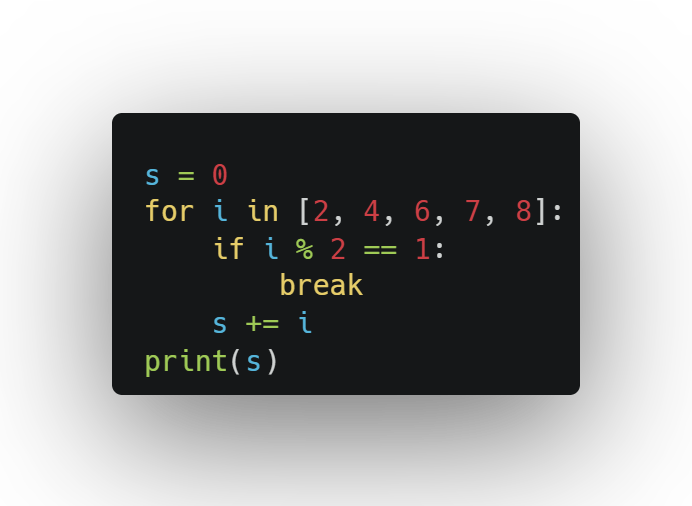 s = 0
for i in [2, 4, 6, 7, 8]:
    if i % 2 == 1:
        break
    s += i
print(s)